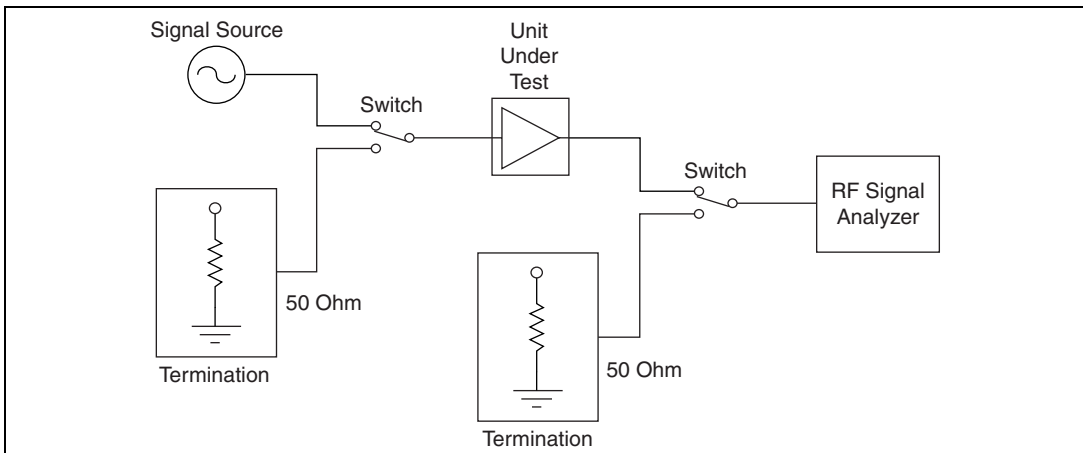 Signal Source
Unit
Under
Test
Switch
Switch
RF Signal
Analyzer
50 Ohm
Termination
50 Ohm
Termination